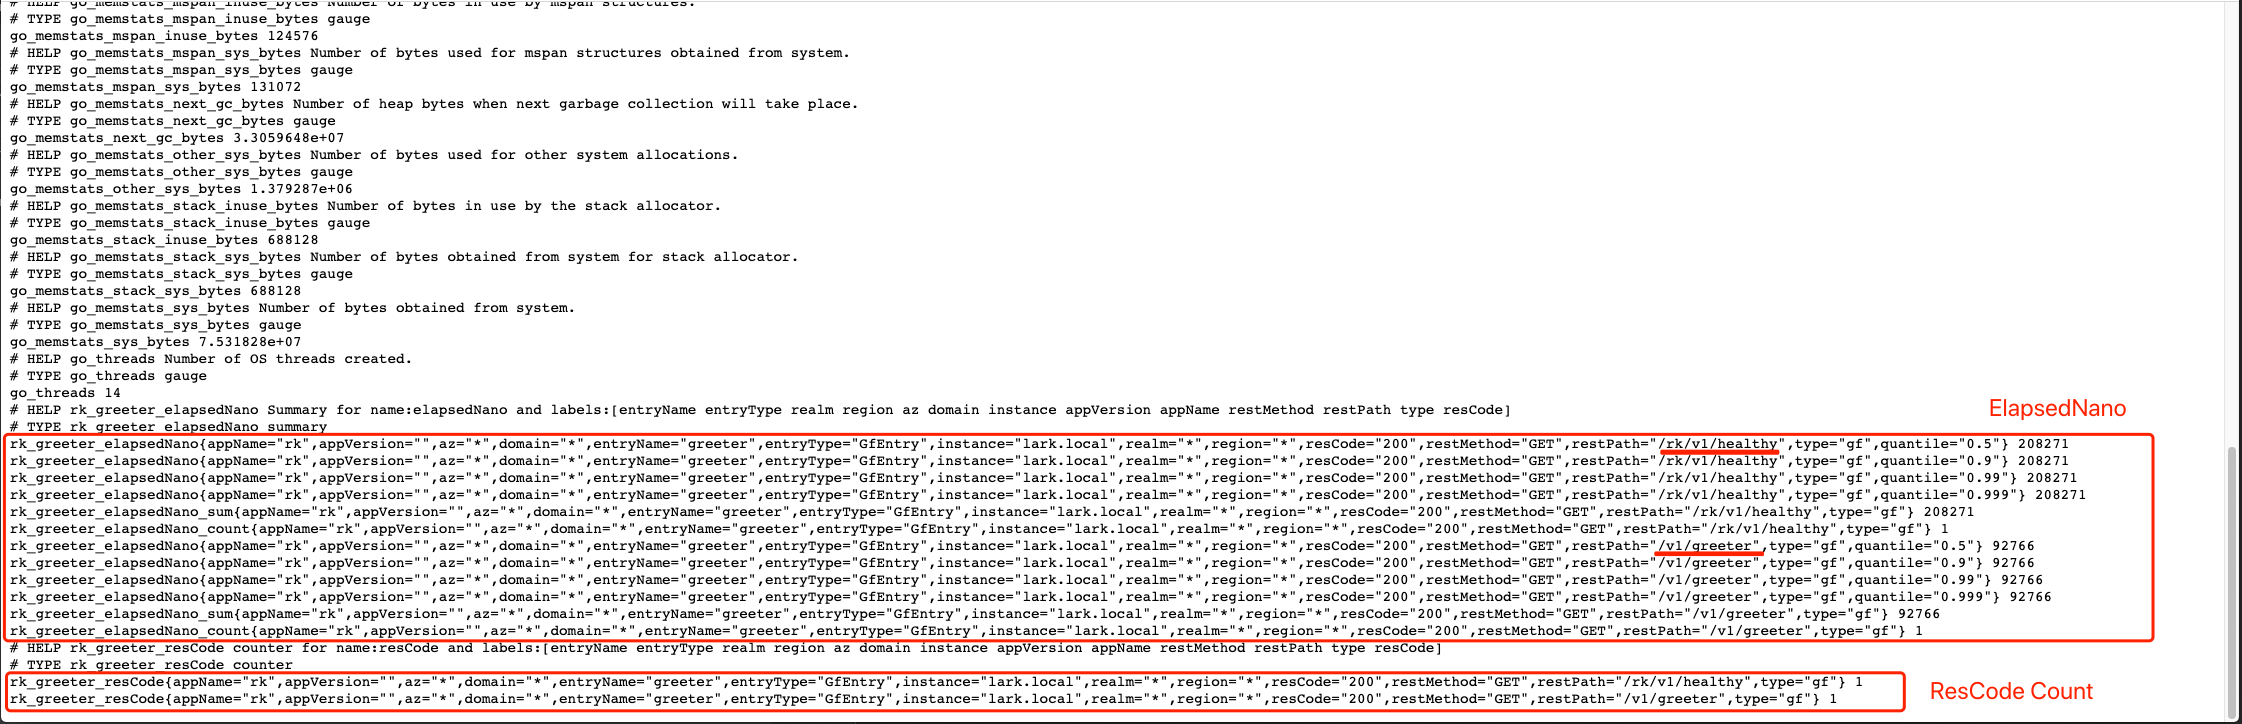 # HELP go_memstats_mspan_inuse_bytes Number of bytes in use by mspan structures.
# TYPE go_memstats_mspan_inuse_bytes gauge
go_memstats_mspan_inuse_bytes 124576
# HELP go_memstats_mspan_sys_bytes Number of bytes used for mspan structures obtained from system.
# TYPE go_memstats_mspan_sys_bytes gauge
go_memstats_mspan_sys_bytes 131072
# HELP go_memstats_next_gc_bytes Number of heap bytes when next garbage collection will take place.
# TYPE go_memstats_next_gc_bytes gauge
go_memstats_next_gc_bytes 3.3059648e+07
# HELP go_memstats_other_sys_bytes Number of bytes used for other system allocations.
# TYPE go_memstats_other_sys_bytes gauge
go_memstats_other_sys_bytes 1.379287e+06
# HELP go_memstats_stack_inuse_bytes Number of bytes in use by the stack allocator.
# TYPE go_memstats_stack_inuse_bytes gauge
go_memstats_stack_inuse_bytes 688128
# HELP go_memstats_stack_sys_bytes Number of bytes obtained from system for stack allocator.
# TYPE go_memstats_stack_sys_bytes gauge
go_memstats_stack_sys_bytes 688128
# HELP go_memstats_sys_bytes Number of bytes obtained from system.
# TYPE go_memstats_sys_bytes gauge
go_memstats_sys_bytes 7.531828e+07
# HELP go_threads Number of OS threads created.
# TYPE go_threads gauge
go_threads 14
# HELP rk_greeter_elapsedNano Summary for name:elapsedNano and labels:[entryName entryType realm region az domain instance appVersion appName restMethod restPath type resCode]
ElapsedNano
# TYPE rk_greeter_elapsedNano summary
rk_greeter_elapsedNano{appName="rk",appVersion="",az="*",domain="*",entryName="greeter",entryType="GfEntry",instance="lark.local",realm="*",region="*",resCode="200",restMethod="GET",restPath="/rk/v1/healthy",type="gf",quantile="0.5"} 208271
rk_greeter_elapsedNano{appName="rk",appVersion="",az="*",domain="*",entryName="greeter",entryType="GfEntry",instance="lark.local",realm="*",region="*",resCode="200",restMethod="GET",restPath="/rk/v1/healthy",type="gf",quantile="0.9"} 208271
rk_greeter_elapsedNano{appName="rk",appVersion="",az="*",domain="*",entryName="greeter",entryType="GfEntry",instance="lark.local",realm="*",region="*",resCode="200",restMethod="GET",restPath="/rk/v1/healthy",type="gf",quantile="0.99"} 208271
rk_greeter_elapsedNano{appName="rk",appVersion="",az="*",domain="*",entryName="greeter",entryType="GfEntry",instance="lark.local",realm="*",region="*",resCode="200",restMethod="GET",restPath="/rk/v1/healthy",type="gf",quantile="0.999"} 208271
rk_greeter_elapsedNano_sum{appName="rk",appVersion="",az="*",domain="*",entryName="greeter",entryType="GfEntry",instance="lark.local",realm="*",region="*",resCode="200",restMethod="GET",restPath="/rk/v1/healthy",type="gf"} 208271
rk_greeter_elapsedNano_count{appName="rk",appVersion="",az="*",domain="*",entryName="greeter",entryType="GfEntry",instance="lark.local",realm="*",region="*",resCode="200",restMethod="GET",restPath="/rk/v1/healthy",type="gf"} 1
rk_greeter_elapsedNano{appName="rk",appVersion="",az="*",domain="*",entryName="greeter",entryType="GfEntry",instance="lark.local",realm="*",region="*",resCode="200",restMethod="GET",restPath="/v1/greeter",type="gf",quantile="0.5"} 92766
rk_greeter_elapsedNano{appName="rk",appVersion="",az="*",domain="*",entryName="greeter",entryType="GfEntry",instance="lark.local",realm="*",region="*",resCode="200",restMethod="GET",restPath="/v1/greeter",type="gf",quantile="0.9"} 92766
rk_greeter_elapsedNano{appName="rk",appVersion="",az="*",domain="*",entryName="greeter",entryType="GfEntry",instance="lark.local",realm="*",region="*",resCode="200",restMethod="GET",restPath="/v1/greeter",type="gf",quantile="0.99"} 92766
rk_greeter_elapsedNano{appName="rk",appVersion="",az="*",domain="*",entryName="greeter",entryType="GfEntry",instance="lark.local",realm="*",region="*",resCode="200",restMethod="GET",restPath="/v1/greeter",type="gf",quantile="0.999"} 92766
rk_greeter_elapsedNano_sum{appName="rk",appVersion="",az="*",domain="*",entryName="greeter",entryType="GfEntry",instance="lark.local",realm="*",region="*",resCode="200",restMethod="GET",restPath="/v1/greeter",type="gf"} 92766
rk_greeter_elapsedNano_count{appName="rk",appVersion="",az="*",domain="*",entryName="greeter",entryType="GfEntry",instance="lark.local",realm="*",region="*",resCode="200",restMethod="GET",restPath="/v1/greeter",type="gf"} 1
# HELP rk_greeter_resCode counter for name:resCode and labels:[entryName entryType realm region az domain instance appVersion appName restMethod restPath type resCode]
# TYPE rk_greeter_resCode counter
rk_greeter_resCode{appName="rk",appVersion="",az="*",domain="*",entryName="greeter",entryType="GfEntry",instance="lark.local",realm="*",region="*",resCode="200",restMethod="GET",restPath="/rk/v1/healthy",type="gf"} 1
rk_greeter_resCode{appName="rk",appVersion="",az="*",domain="*",entryName="greeter",entryType="GfEntry",instance="lark.local",realm="*",region="*",resCode="200",restMethod="GET",restPath="/v1/greeter",type="gf"} 1
ResCode Count